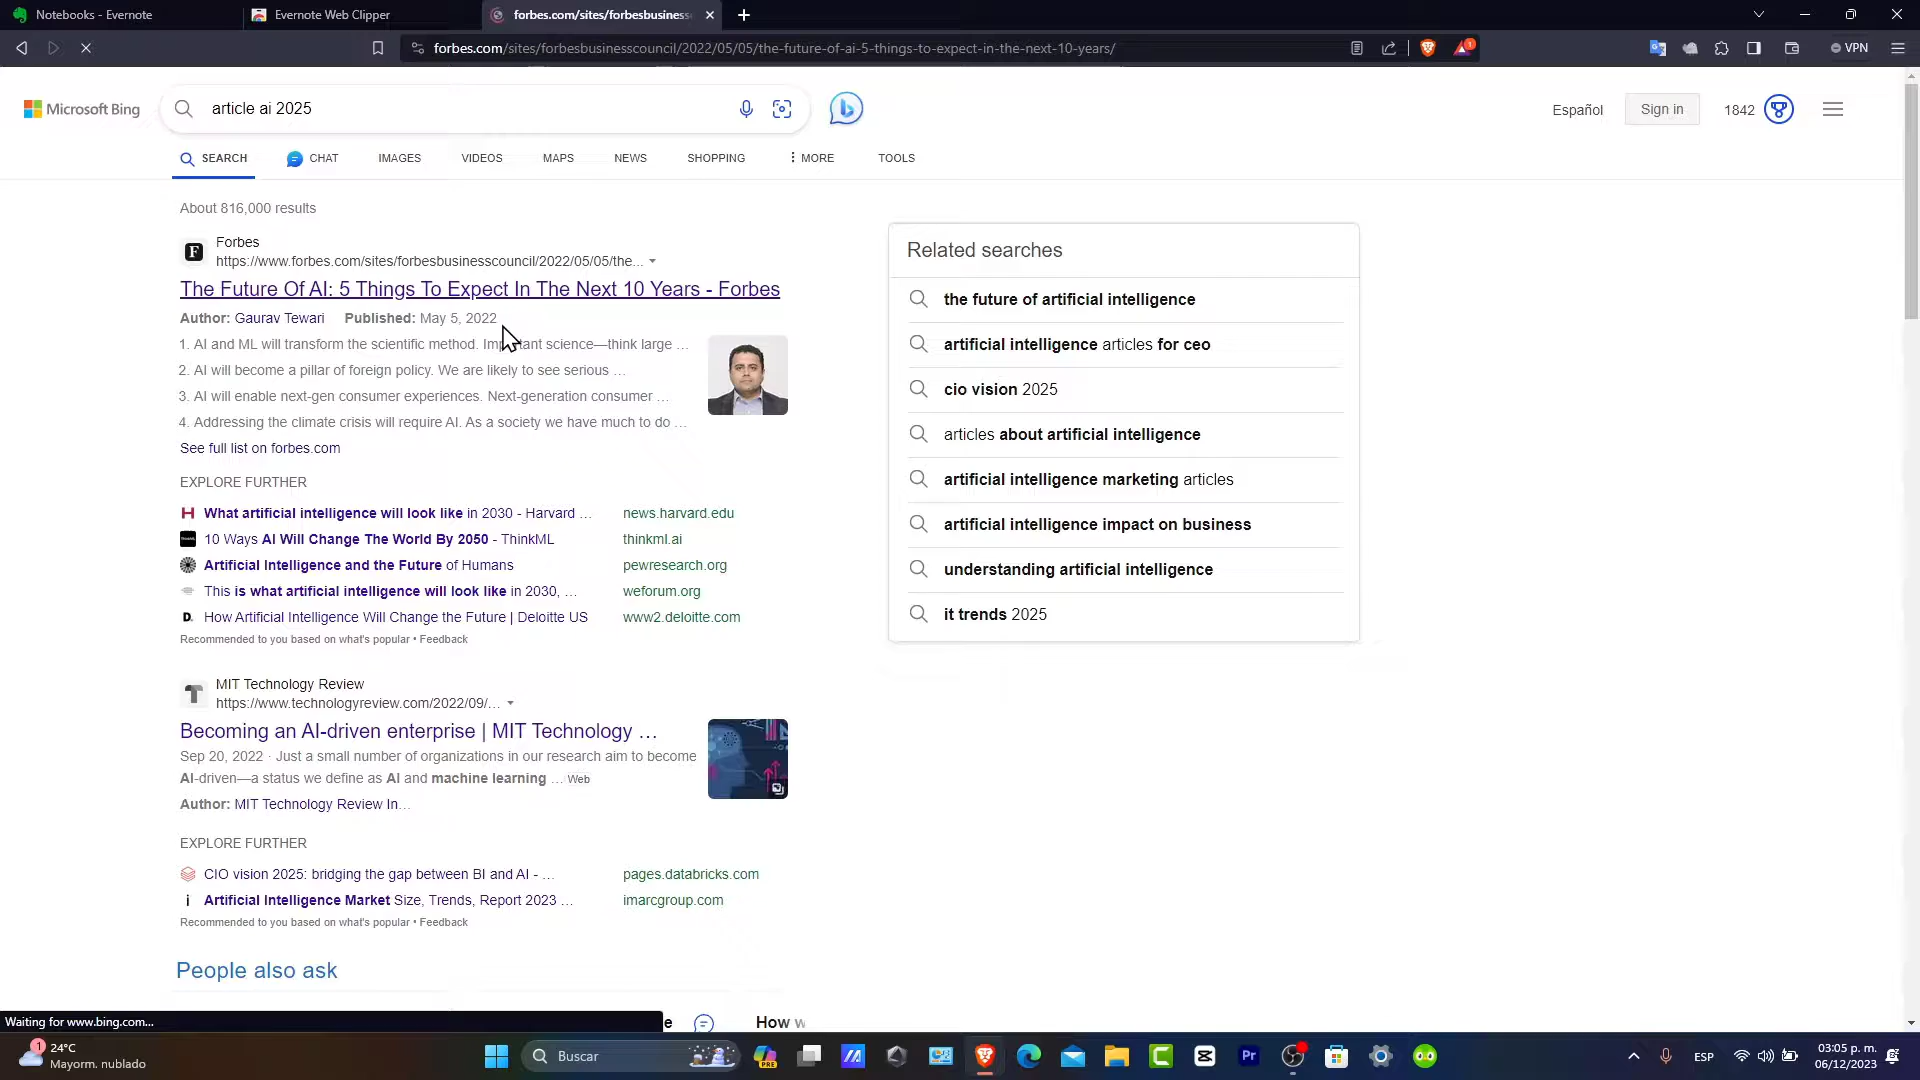 Notebooks - Evernote
Evernote Web Clipper
forbes.com/sites/forbesbusiness
forbes.com/sites/forbesbusinesscouncil/2022/05/05/the-future-of-ai-5-things-to-expect-in-the-next-10-years/
1
VPN
Microsoft Bing
article ai 2025
Español
Sign in
1842
SEARCH
CHAT
IMAGES
VIDEOS
MAPS
NEWS
SHOPPING
MORE
TOOLS
About 816,000 results
Forbes
https://www.forbes.com/sites/forbesbusinesscouncil/2022/05/05/the...
The Future Of AI: 5 Things To Expect In The Next 10 Years - Forbes
Author: Gaurav Tewari Published: May 5, 2022
1. AI and ML will transform the scientific method. Important science—think large ...
2. AI will become a pillar of foreign policy. We are likely to see serious ...
3. AI will enable next-gen consumer experiences. Next-generation consumer ...
4. Addressing the climate crisis will require AI. As a society we have much to do ...
See full list on forbes.com
EXPLORE FURTHER
What artificial intelligence will look like in 2030 - Harvard ... news.harvard.edu
10 Ways AI Will Change The World By 2050 - ThinkML thinkml.ai
Artificial Intelligence and the Future of Humans pewresearch.org
This is what artificial intelligence will look like in 2030, ... weforum.org
How Artificial Intelligence Will Change the Future | Deloitte US www2.deloitte.com
Recommended to you based on what's popular • Feedback
MIT Technology Review
https://www.technologyreview.com/2022/09/...
Becoming an AI-driven enterprise | MIT Technology ...
Sep 20, 2022 · Just a small number of organizations in our research aim to become
AI-driven—a status we define as AI and machine learning ... Web
Author: MIT Technology Review In...
EXPLORE FURTHER
CIO vision 2025: bridging the gap between BI and AI - ... pages.databricks.com
Artificial Intelligence Market Size, Trends, Report 2023 ... imarcgroup.com
Recommended to you based on what's popular • Feedback
People also ask
How w
Related searches
the future of artificial intelligence
artificial intelligence articles for ceo
cio vision 2025
articles about artificial intelligence
artificial intelligence marketing articles
artificial intelligence impact on business
understanding artificial intelligence
it trends 2025
Waiting for www.bing.com...
1
24°C
Mayorm. nublado
Buscar
PRE
Pr
ESP
03:05 p. m.
06/12/2023